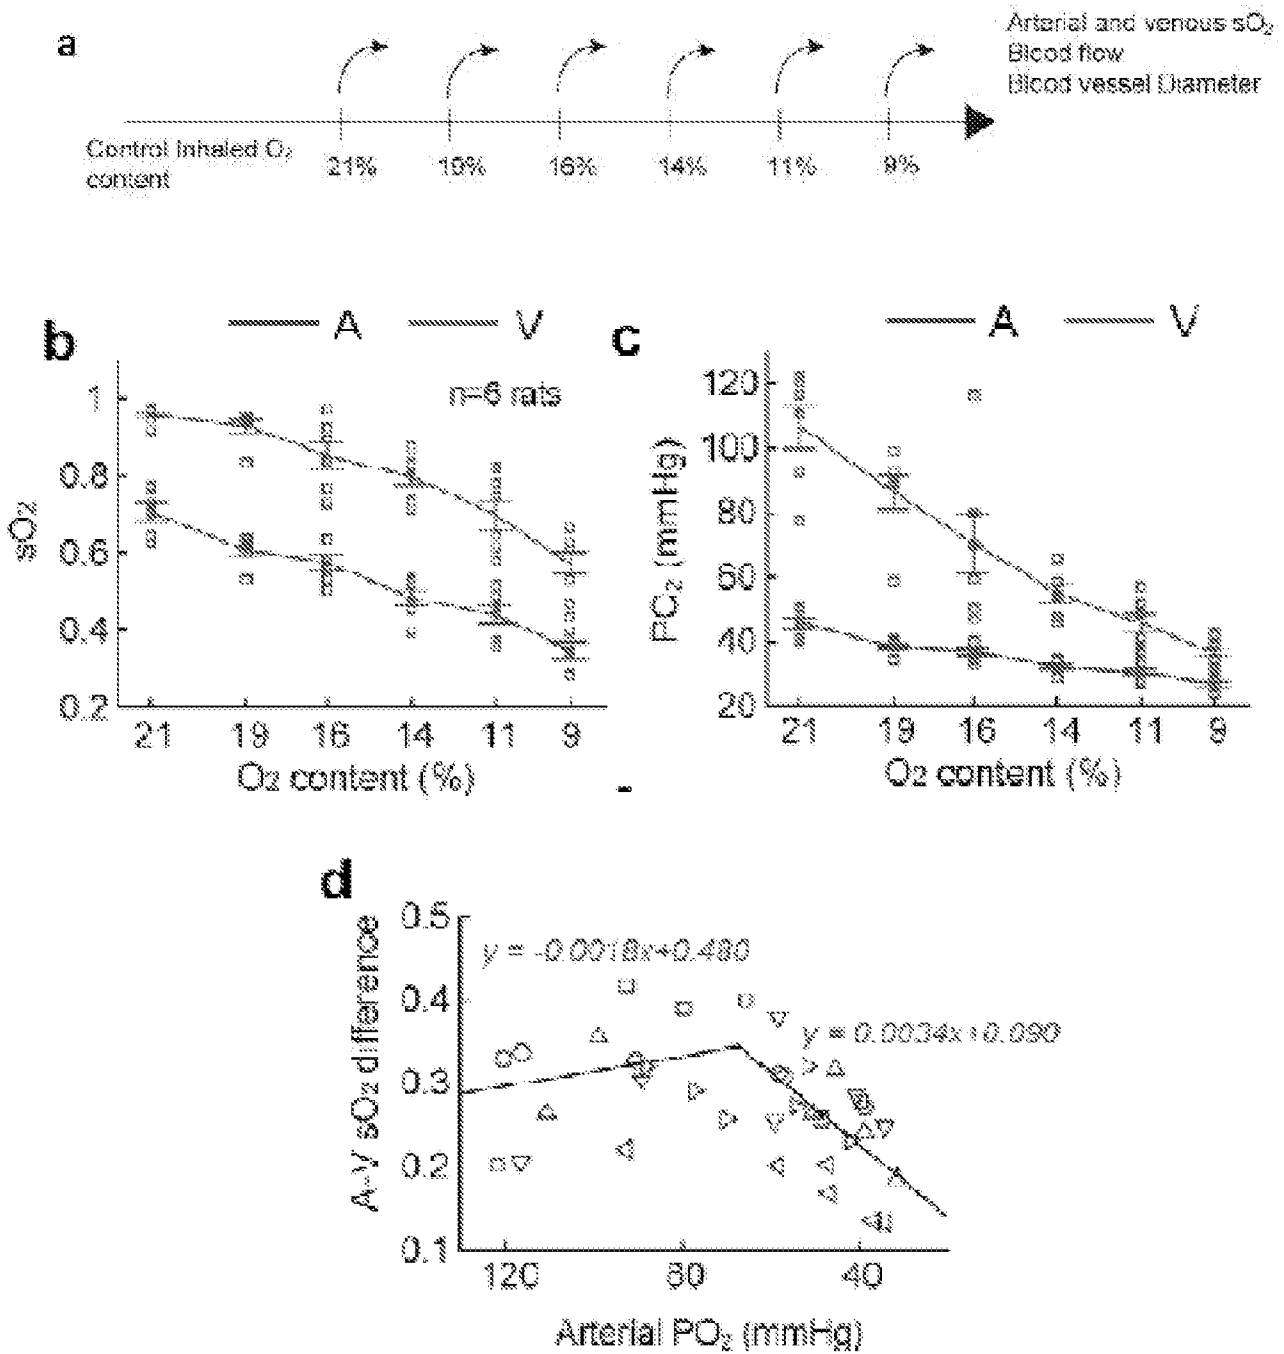 a
Arterial and venous sO2
Blood flow
Blood vessel Diameter
Control Inhaled O2
content
21%
19%
16%
14%
11%
9%
b
A
V
n=6 rats
1
0.8
0.6
0.4
0.2
sO2
21
19
16
14
11
9
O2 content (%)
c
A
V
120
100
80
60
40
20
PO2 (mmHg)
21
19
16
14
11
9
O2 content (%)
d
0.5
0.4
0.3
0.2
0.1
A-V sO2 difference
y = -0.0018x+0.480
y = 0.0034x+0.090
120
80
40
Arterial PO2 (mmHg)